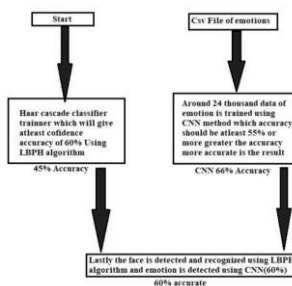 Start
Csv File of emotions
Haar cascade classifier
trainner which will give
atleast cofidence
accuracy of 60% Using
LBPH algorithm
45% Accuracy
Around 24 thousand data of
emotion is trained using
CNN method which accuracy
should be atleast 55%
or more greater the accuracy
more accurate is the result
CNN 66% Accuracy
Lastly the face is detected and recognized using LBPH
algorithm and emotion is detected using CNN(60%)
60% accurate